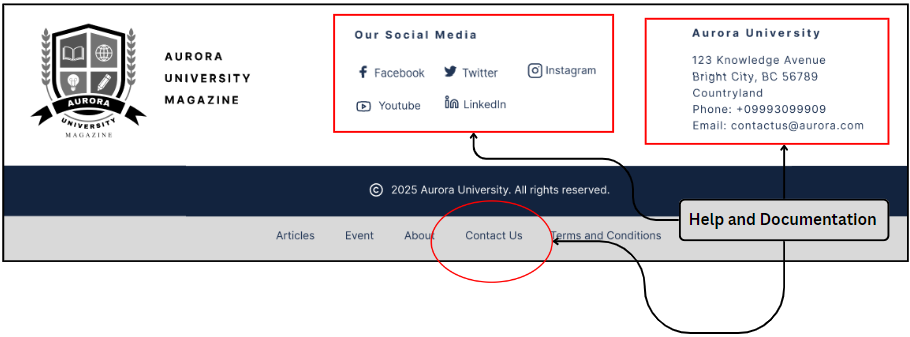 AURORA
UNIVERSITY
MAGAZINE
AURORA
UNIVERSITY
MAGAZINE
Our Social Media
Facebook
Twitter
Instagram
Youtube
LinkedIn
Aurora University
123 Knowledge Avenue
Bright City, BC 56789
Countryland
Phone: +09993099909
Email: contactus@aurora.com
© 2025 Aurora University. All rights reserved.
Help and Documentation
Articles Event About Contact Us Terms and Conditions